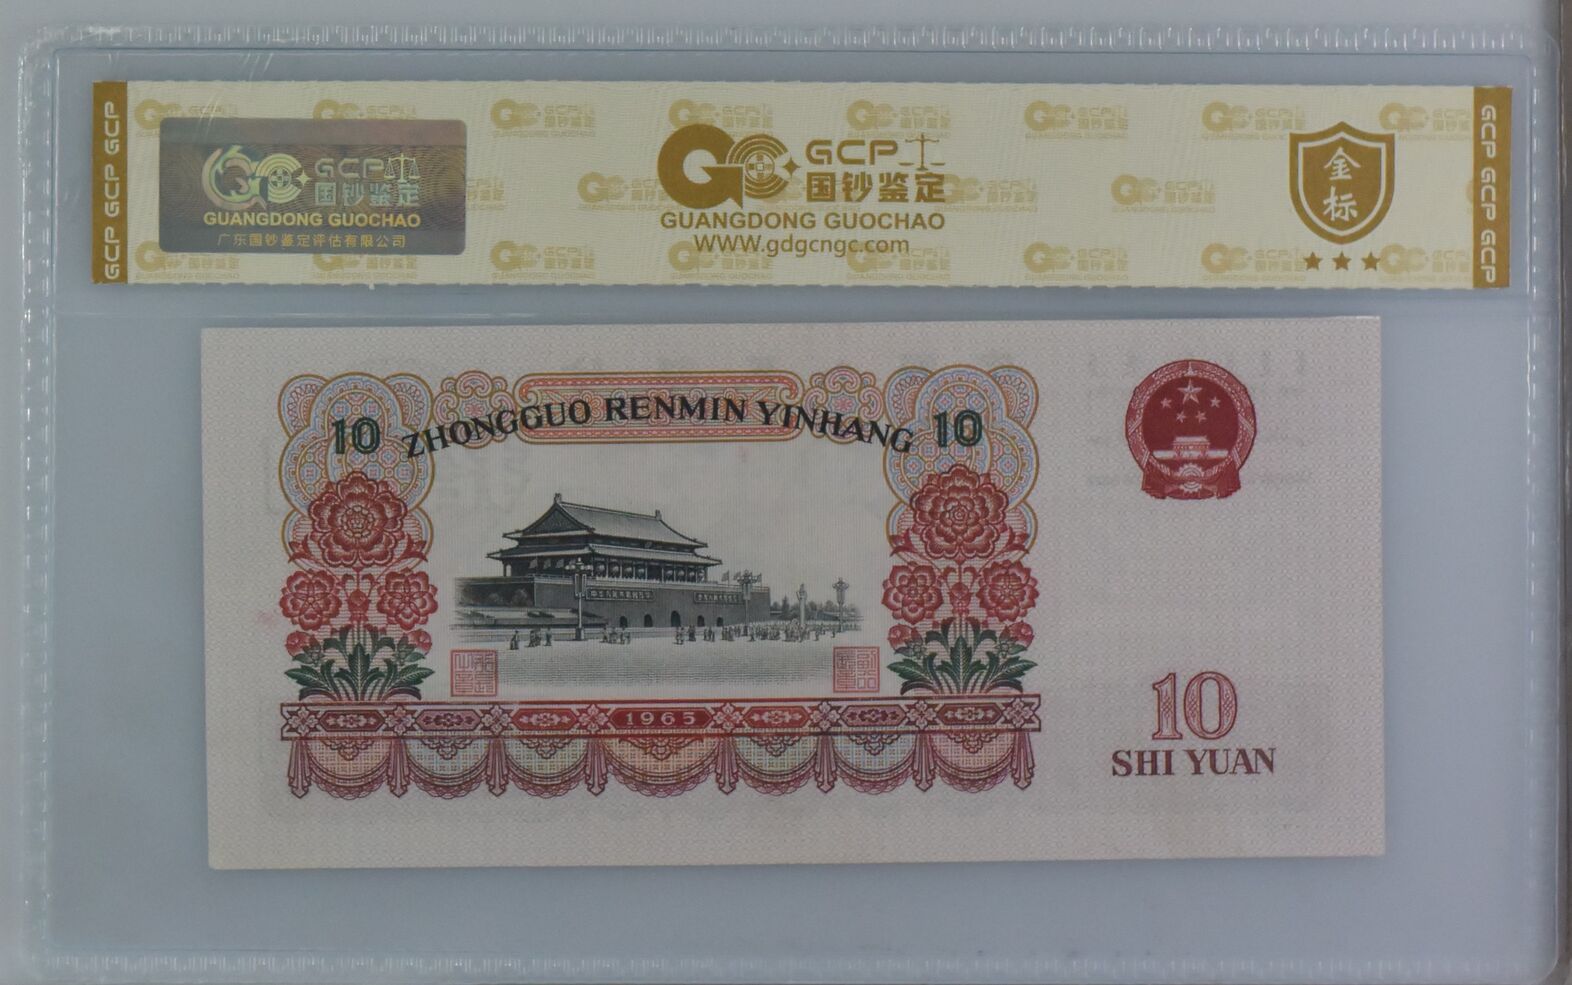 GCP GCP GCP
GCP
国钞鉴定
GUANGDONG GUOCHAO
广东国钞鉴定评估有限公司
GCP
国钞鉴定
GUANGDONG GUOCHAO
WWW.gdgcngc.com
金标
GCP GCP GCP
10 ZHONGGUO RENMIN YINHANG 10
1965
10
SHI YUAN